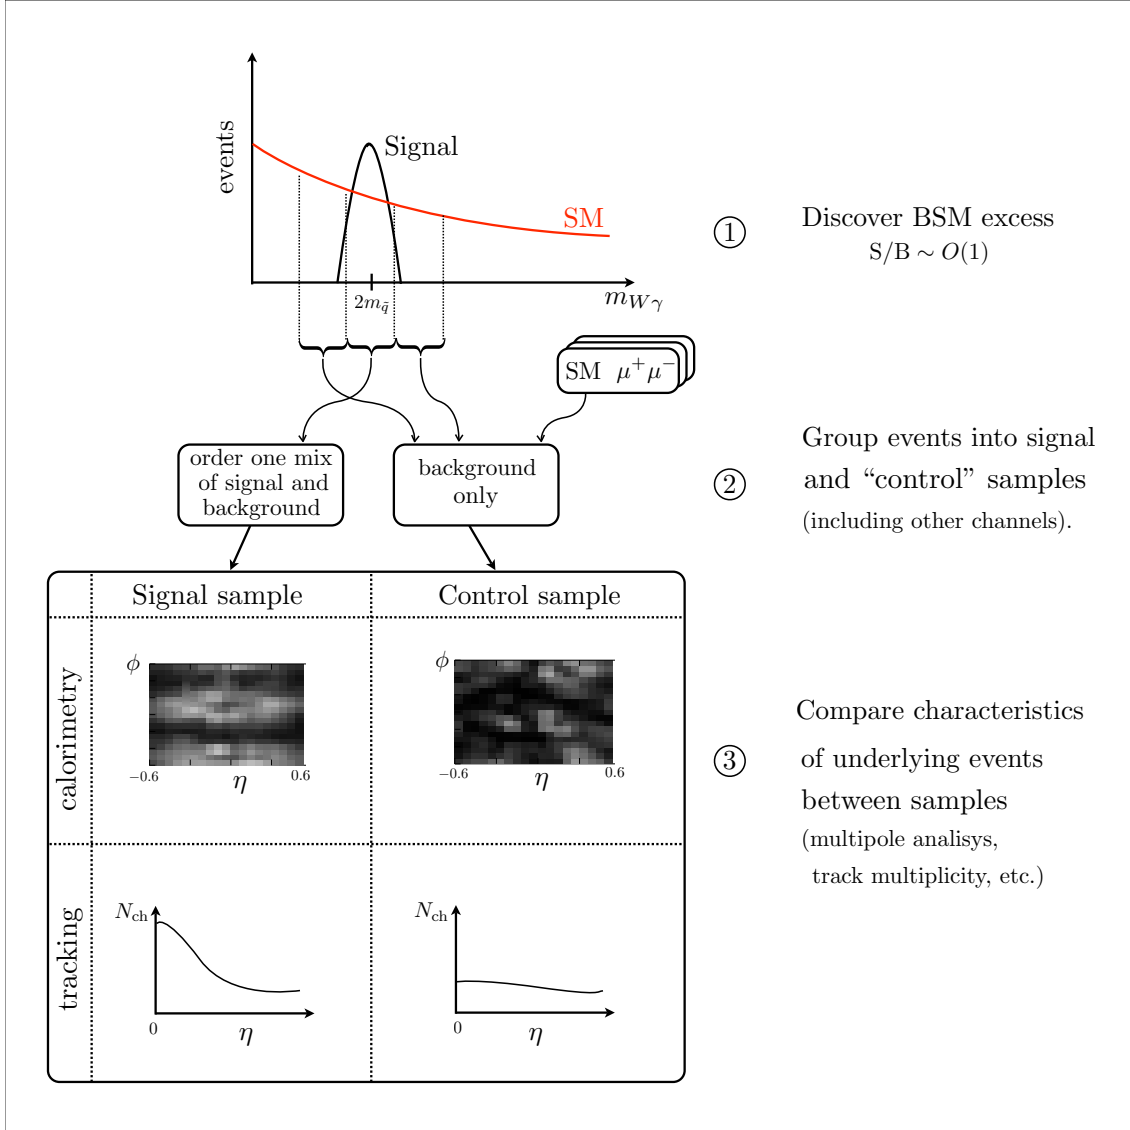 events
Signal
SM
2m_q̃
m_Wγ
① Discover BSM excess
S/B ∼ O(1)
SM μ⁺μ⁻
order one mix
of signal and
background
background
only
② Group events into signal
and “control” samples
(including other channels).
Signal sample
Control sample
calorimetry
ϕ
−0.6
0.6
η
ϕ
−0.6
0.6
η
③ Compare characteristics
of underlying events
between samples
(multipole analisys,
track multiplicity, etc.)
tracking
N_ch
0
η
N_ch
0
η